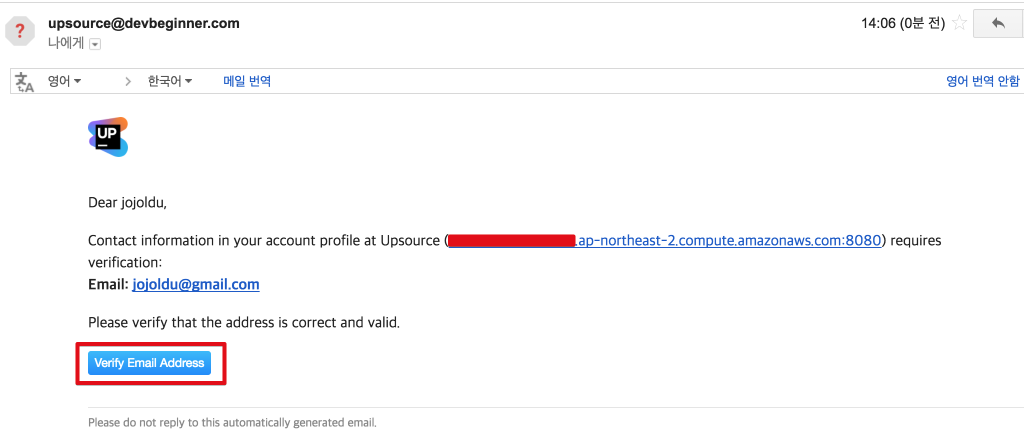 upsource@devbeginner.com
14:06 (0분 전)
나에게
영어 한국어 메일 번역 영어 번역 안함
UP
Dear jojoldu,
Contact information in your account profile at Upsource (.ap-northeast-2.compute.amazonaws.com:8080) requires
verification:
Email: jojoldu@gmail.com
Please verify that the address is correct and valid.
Verify Email Address
Please do not reply to this automatically generated email.